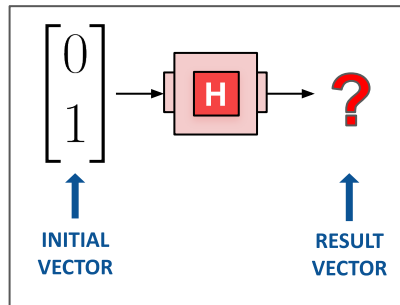 0
1
H
?
INITIAL
VECTOR
RESULT
VECTOR